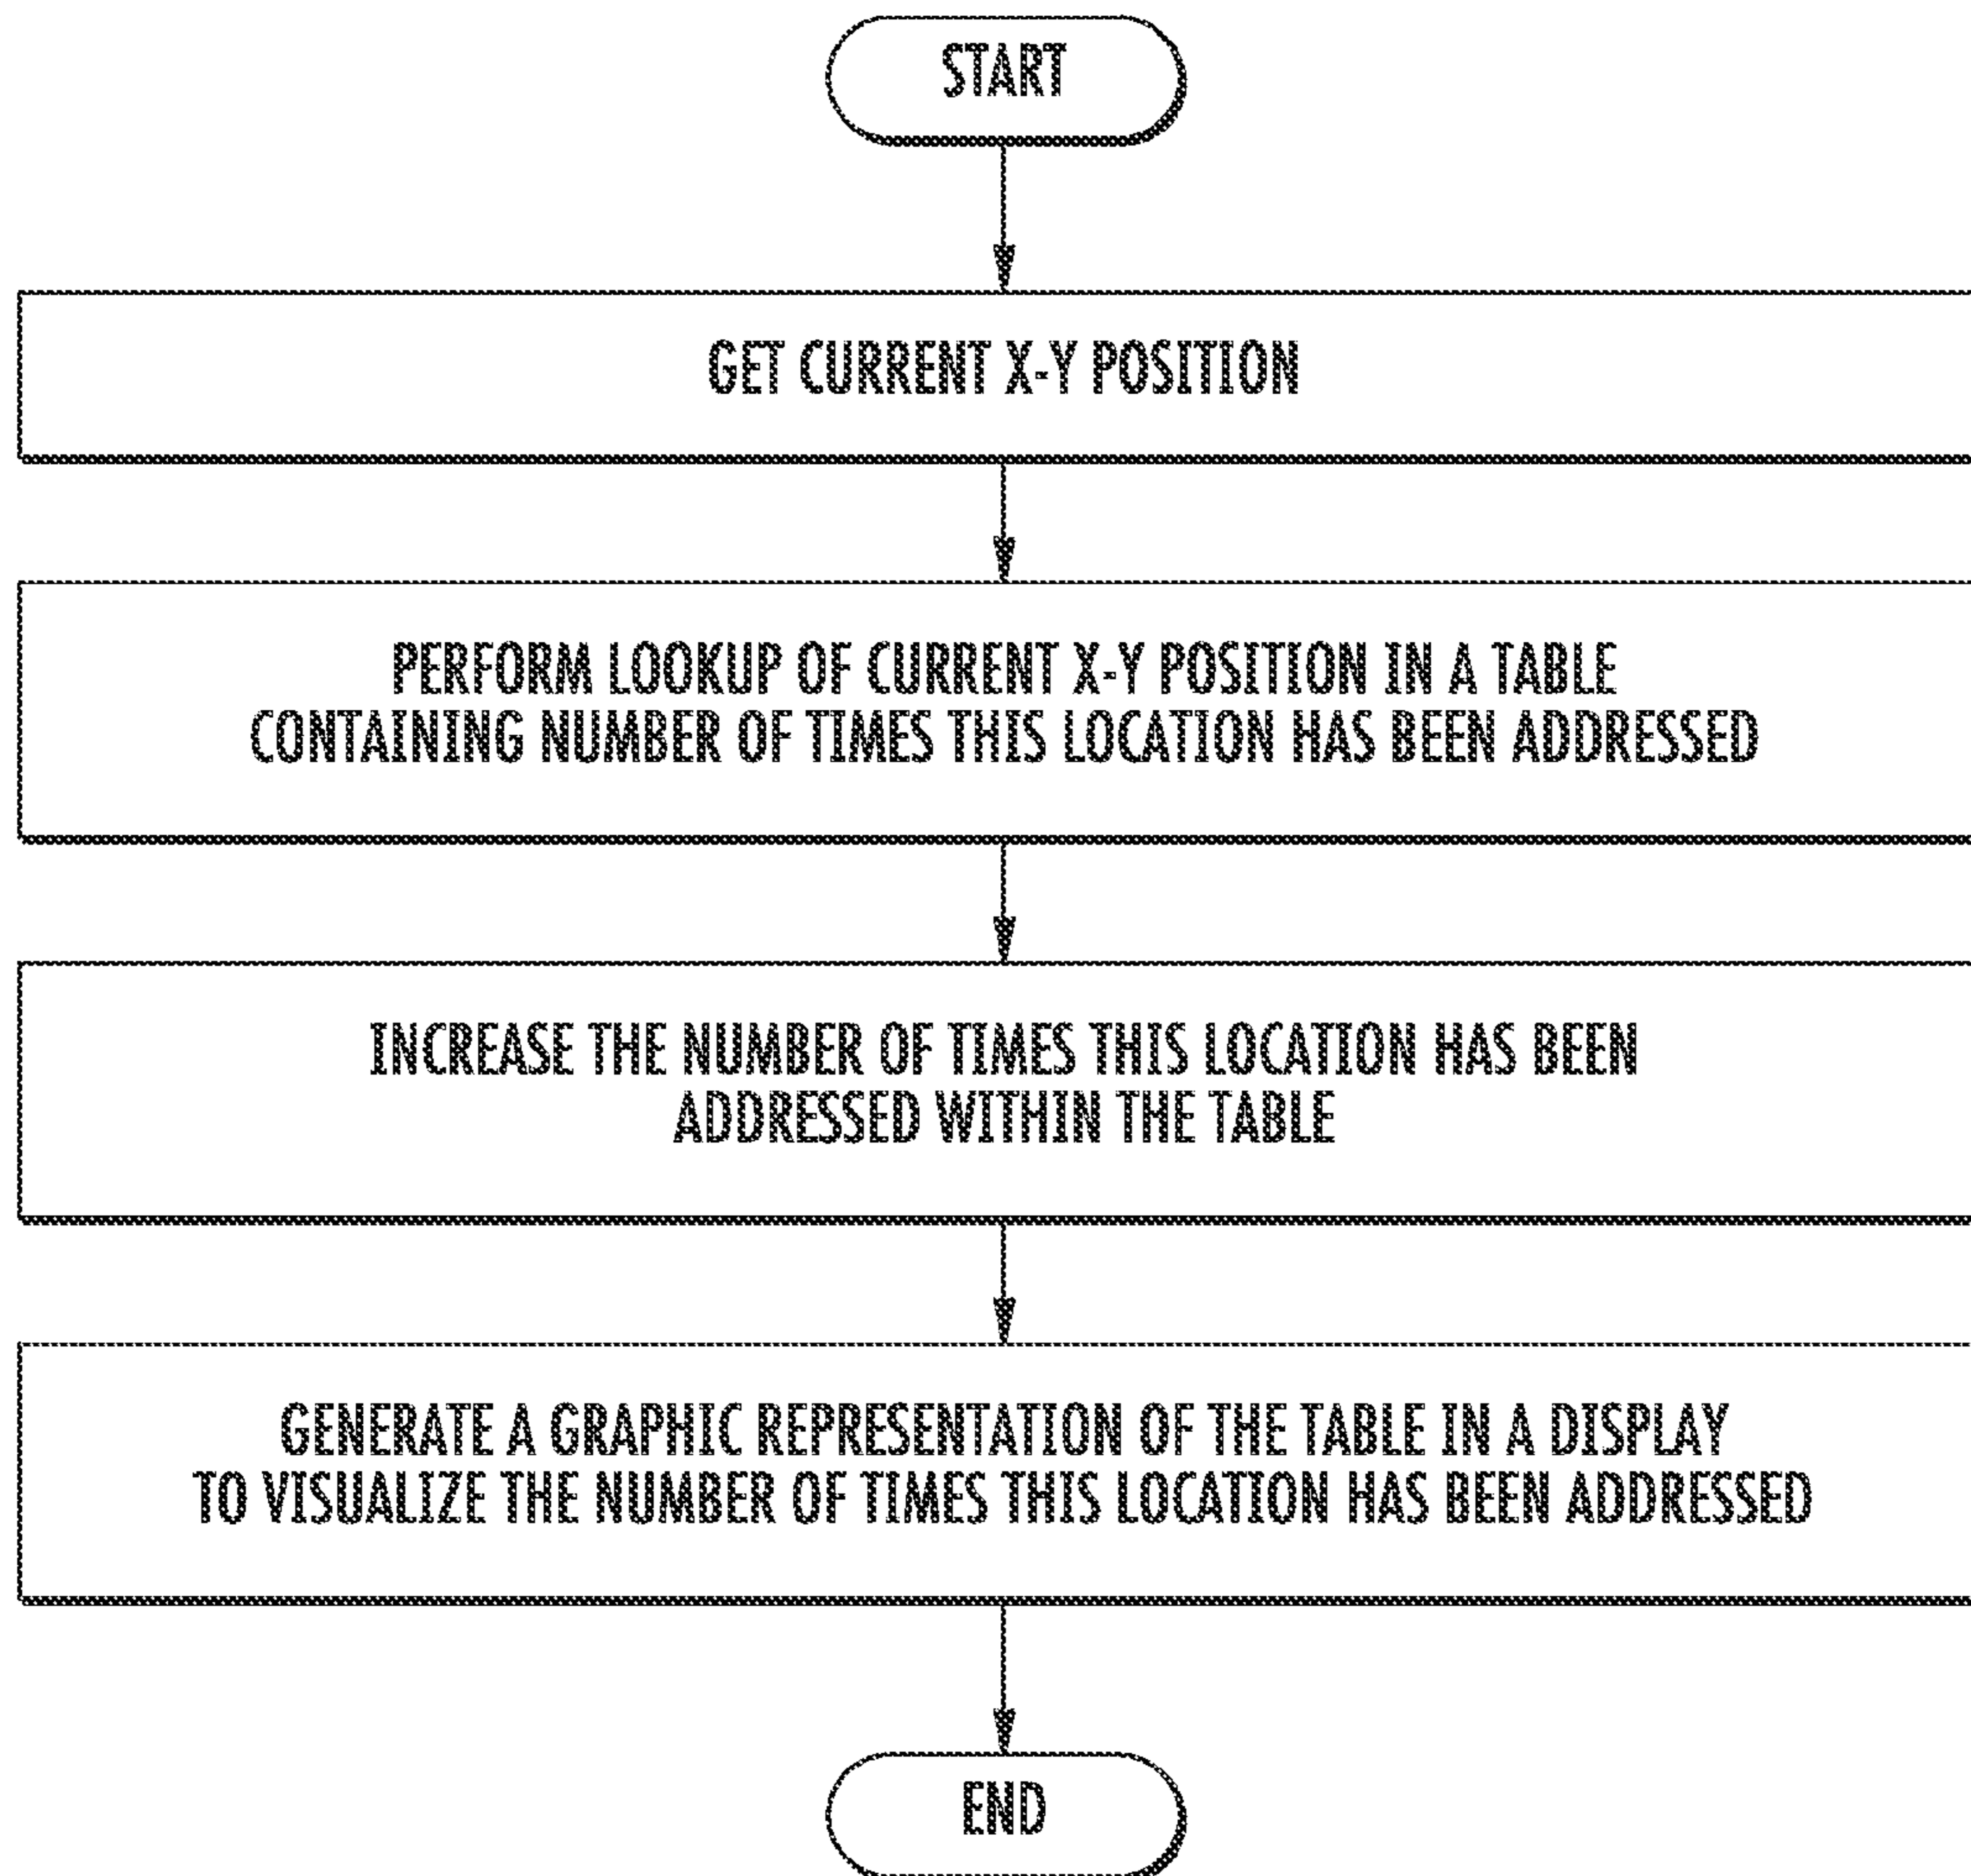 START
GET CURRENT X-Y POSITION
PERFORM LOOKUP OF CURRENT X-Y POSITION IN A TABLE
CONTAINING NUMBER OF TIMES THIS LOCATION HAS BEEN ADDRESSED
INCREASE THE NUMBER OF TIMES THIS LOCATION HAS BEEN
ADDRESSED WITHIN THE TABLE
GENERATE A GRAPHIC REPRESENTATION OF THE TABLE IN A DISPLAY
TO VISUALIZE THE NUMBER OF TIMES THIS LOCATION HAS BEEN ADDRESSED
END